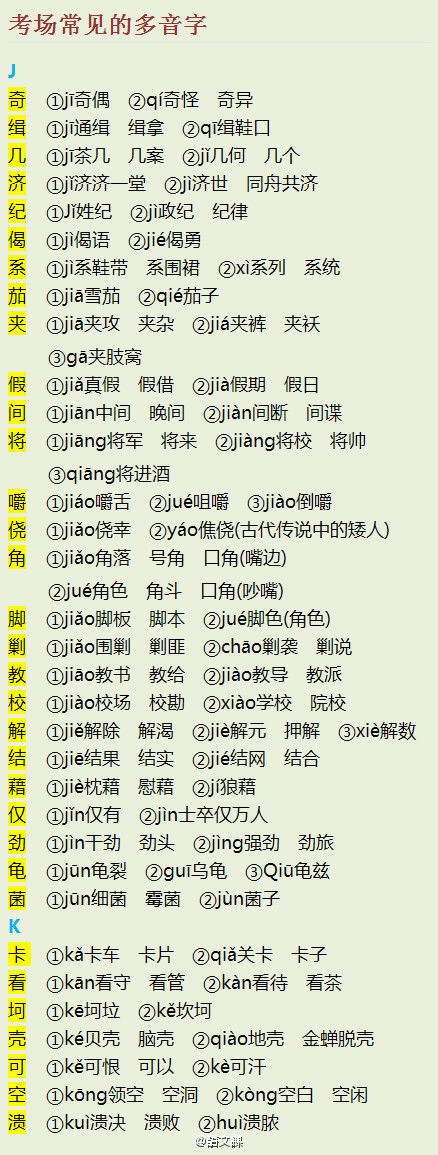 考场常见的多音字
J
奇 ①jī奇偶 ②qí奇怪 奇异
缉 ①jī通缉 缉拿 ②qī缉鞋口
几 ①jī茶几 几案 ②jǐ几何 几个
济 ①jǐ济济一堂 ②jì济世 同舟共济
纪 ①Jǐ姓纪 ②jì政纪 纪律
偈 ①jì偈语 ②jié偈勇
系 ①jì系鞋带 系围裙 ②xì系列 系统
茄 ①jiā雪茄 ②qié茄子
夹 ①jiā夹攻 夹杂 ②jiá夹裤 夹袄
③gā夹肢窝
假 ①jiǎ真假 假借 ②jià假期 假日
间 ①jiān中间 晚间 ②jiàn间断 间谍
将 ①jiāng将军 将来 ②jiàng将校 将帅
③qiāng将进酒
嚼 ①jiáo嚼舌 ②jué咀嚼 ③jiào倒嚼
侥 ①jiǎo侥幸 ②yáo僬侥(古代传说中的矮人)
角 ①jiǎo角落 号角 口角(嘴边)
②jué角色 角斗 口角(吵嘴)
脚 ①jiǎo脚板 脚本 ②jué脚色(角色)
剿 ①jiǎo围剿 剿匪 ②chāo剿袭 剿说
教 ①jiāo教书 教给 ②jiào教导 教派
校 ①jiào校场 校勘 ②xiào学校 院校
解 ①jiě解除 解渴 ②jiè解元 押解 ③xiè解数
结 ①jiē结果 结实 ②jié结网 结合
藉 ①jiè枕藉 慰藉 ②jí狼藉
仅 ①jǐn仅有 ②jìn士卒仅万人
劲 ①jìn干劲 劲头 ②jìng强劲 劲旅
龟 ①jūn龟裂 ②guī乌龟 ③Qiū龟兹
菌 ①jūn细菌 霉菌 ②jùn菌子
K
卡 ①kǎ卡车 卡片 ②qiǎ关卡 卡子
看 ①kān看守 看管 ②kàn看待 看茶
坷 ①kē坷垃 ②kě坎坷
壳 ①ké贝壳 脑壳 ②qiào地壳 金蝉脱壳
可 ①kě可恨 可以 ②kè可汗
空 ①kōng领空 空洞 ②kòng空白 空闲
溃 ①kuì溃决 溃败 ②huì溃脓
@语文课